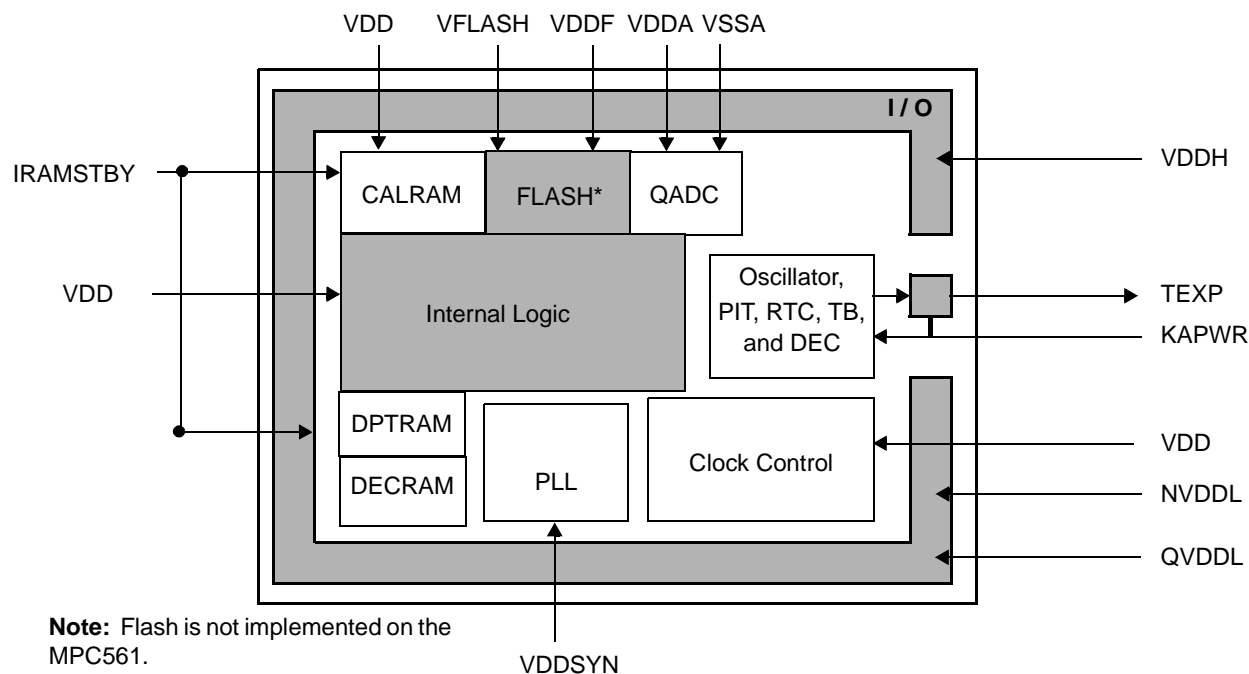 VDD VFLASH VDDF VDDA VSSA
I / O
IRAMSTBY
VDDH
CALRAM
FLASH*
QADC
VDD
Internal Logic
Oscillator,
PIT, RTC, TB,
and DEC
TEXP
KAPWR
DPTRAM
DECRAM
PLL
Clock Control
VDD
NVDDL
QVDDL
Note: Flash is not implemented on the
MPC561.
VDDSYN